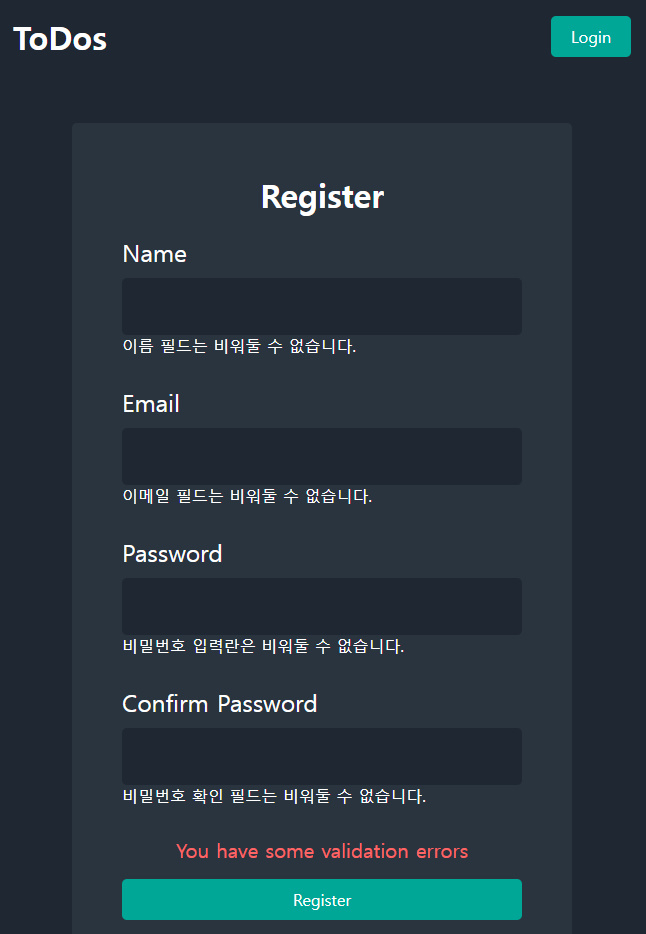 ToDos
Login
Register
Name
이름 필드는 비워둘 수 없습니다.
Email
이메일 필드는 비워둘 수 없습니다.
Password
비밀번호 입력란은 비워둘 수 없습니다.
Confirm Password
비밀번호 확인 필드는 비워둘 수 없습니다.
You have some validation errors
Register